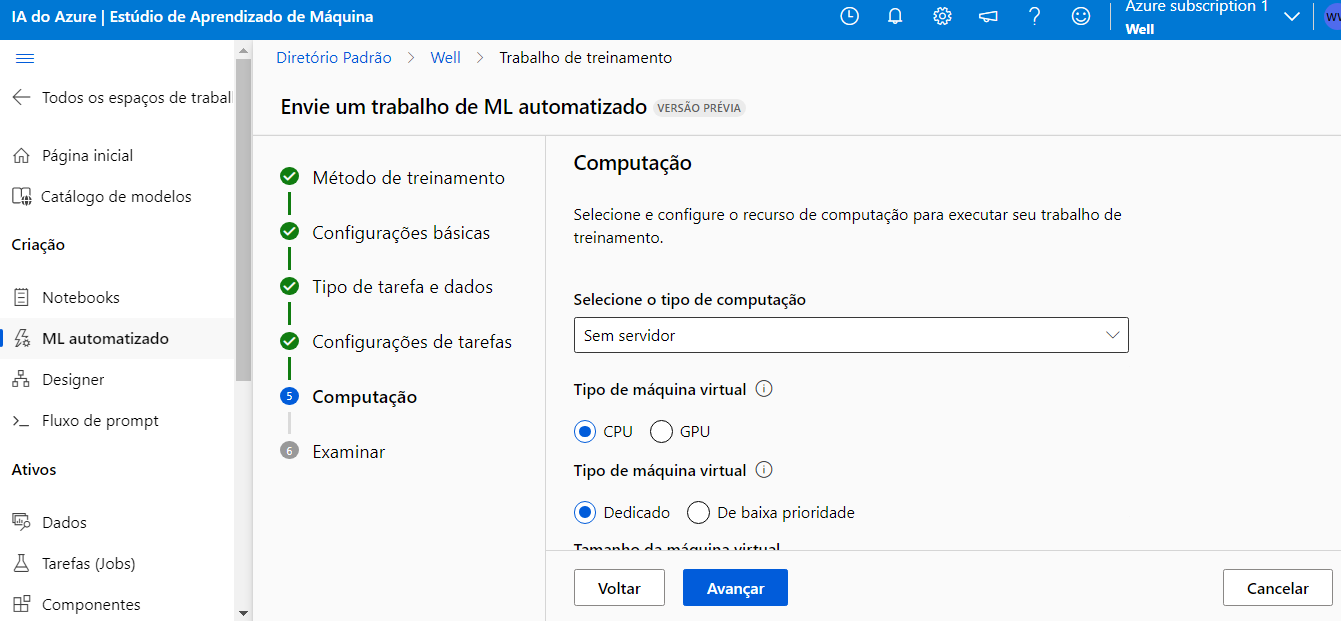 IA do Azure | Estúdio de Aprendizado de Máquina
Azure subscription 1
Well
Todos os espaços de trabal
Página inicial
Catálogo de modelos
Criação
Notebooks
ML automatizado
Designer
Fluxo de prompt
Ativos
Dados
Tarefas (Jobs)
Componentes
Diretório Padrão > Well > Trabalho de treinamento
Envie um trabalho de ML automatizado VERSÃO PRÉVIA
Método de treinamento
Configurações básicas
Tipo de tarefa e dados
Configurações de tarefas
5 Computação
6 Examinar
Computação
Selecione e configure o recurso de computação para executar seu trabalho de
treinamento.
Selecione o tipo de computação
Sem servidor
Tipo de máquina virtual
CPU GPU
Tipo de máquina virtual
Dedicado De baixa prioridade
Tamanho da máquina virtual
Voltar Avançar Cancelar